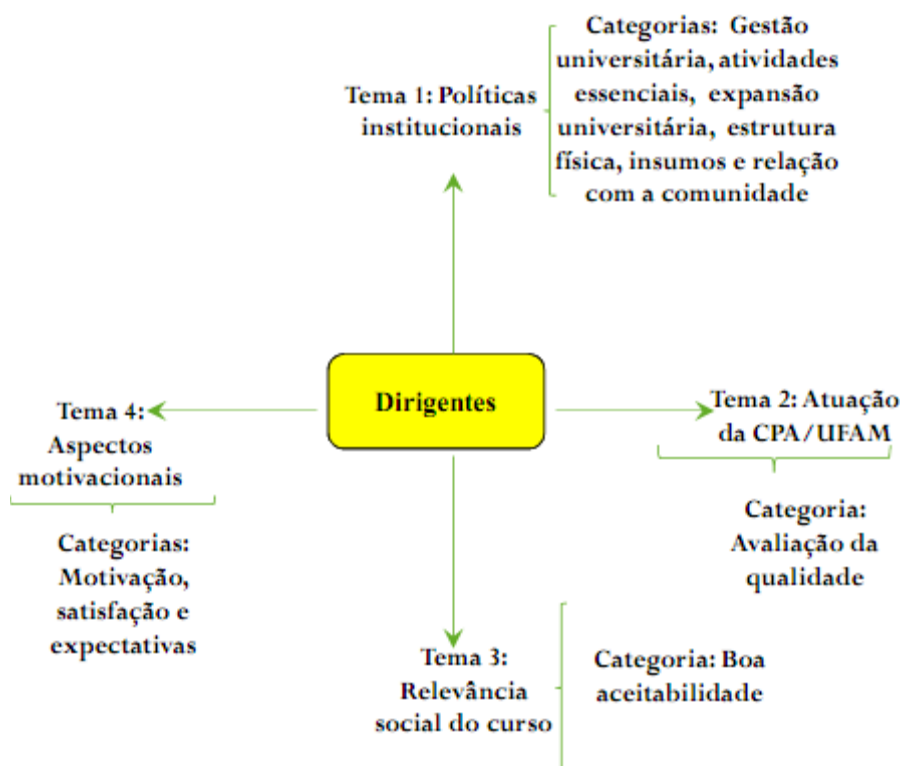 Tema 1: Políticas
institucionais
Categorias: Gestão
universitária, atividades
essenciais, expansão
universitária, estrutura
física, insumos e relação
com a comunidade
Dirigentes
Tema 2: Atuação
da CPA/UFAM
Categoria:
Avaliação da
qualidade
Tema 3:
Relevância
social do curso
Categoria: Boa
aceitabilidade
Tema 4:
Aspectos
motivacionais
Categorias:
Motivação,
satisfação e
expectativas